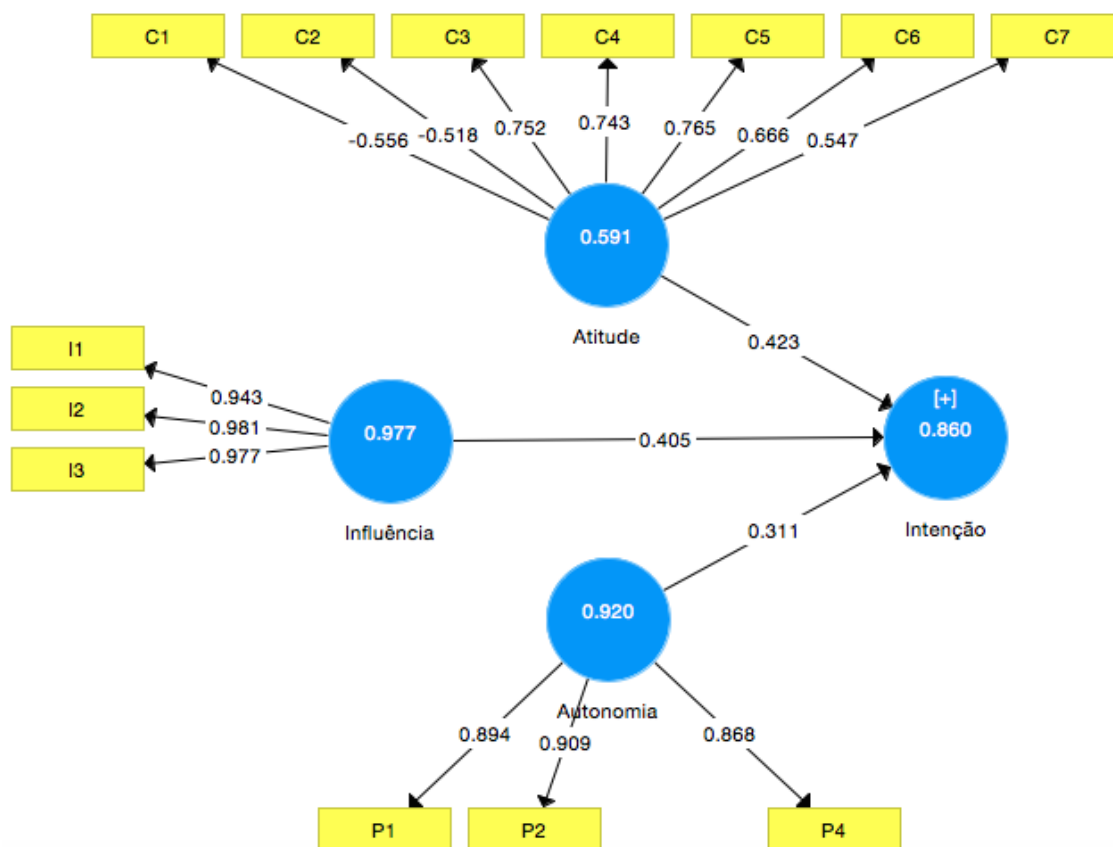 C1 C2 C3 C4 C5 C6 C7
-0.556 -0.518 0.752 0.743 0.765 0.666 0.547
0.591
Atitude
0.423
I1
I2
I3
0.943
0.981
0.977
0.977
Influência
0.405
[+]
0.860
Intenção
0.311
0.920
Autonomia
0.894 0.909 0.868
P1 P2 P4